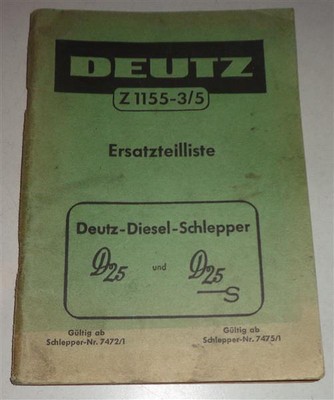 DEUTZ
Z 1155-3/5
Ersatzteilliste
Deutz-Diesel-Schlepper
D25 und D25 S
Gültig ab Gültig ab
Schlepper-Nr. 7472/1 Schlepper-Nr. 7475/1